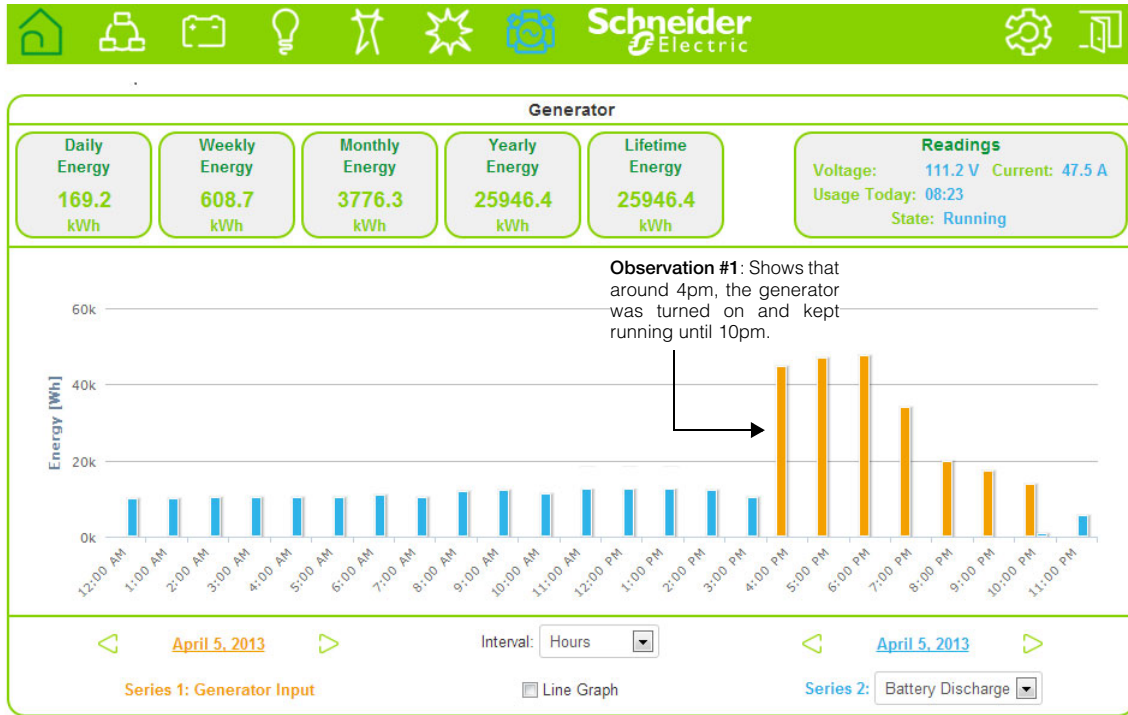 Schneider
Electric
Generator
Daily
Energy
169.2
kWh
Weekly
Energy
608.7
kWh
Monthly
Energy
3776.3
kWh
Yearly
Energy
25946.4
kWh
Lifetime
Energy
25946.4
kWh
Readings
Voltage: 111.2 V Current: 47.5 A
Usage Today: 08:23
State: Running
Observation #1: Shows that
around 4pm, the generator
was turned on and kept
running until 10pm.
Energy [Wh]
60k
40k
20k
0k
12:00 AM
1:00 AM
2:00 AM
3:00 AM
4:00 AM
5:00 AM
6:00 AM
7:00 AM
8:00 AM
9:00 AM
10:00 AM
11:00 AM
12:00 PM
1:00 PM
2:00 PM
3:00 PM
4:00 PM
5:00 PM
6:00 PM
7:00 PM
8:00 PM
9:00 PM
10:00 PM
11:00 PM
April 5, 2013
Interval: Hours
April 5, 2013
Series 1: Generator Input
Line Graph
Series 2: Battery Discharge